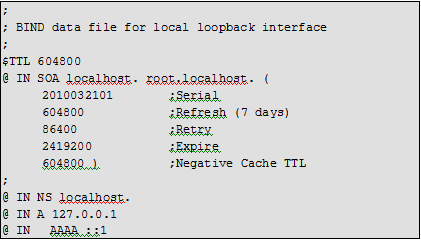 ;
; BIND data file for local loopback interface
;
$TTL 604800
@ IN SOA localhost. root.localhost. (
2010032101 ;Serial
604800 ;Refresh (7 days)
86400 ;Retry
2419200 ;Expire
604800 ) ;Negative Cache TTL
;
@ IN NS localhost.
@ IN A 127.0.0.1
@ IN AAAA ::1